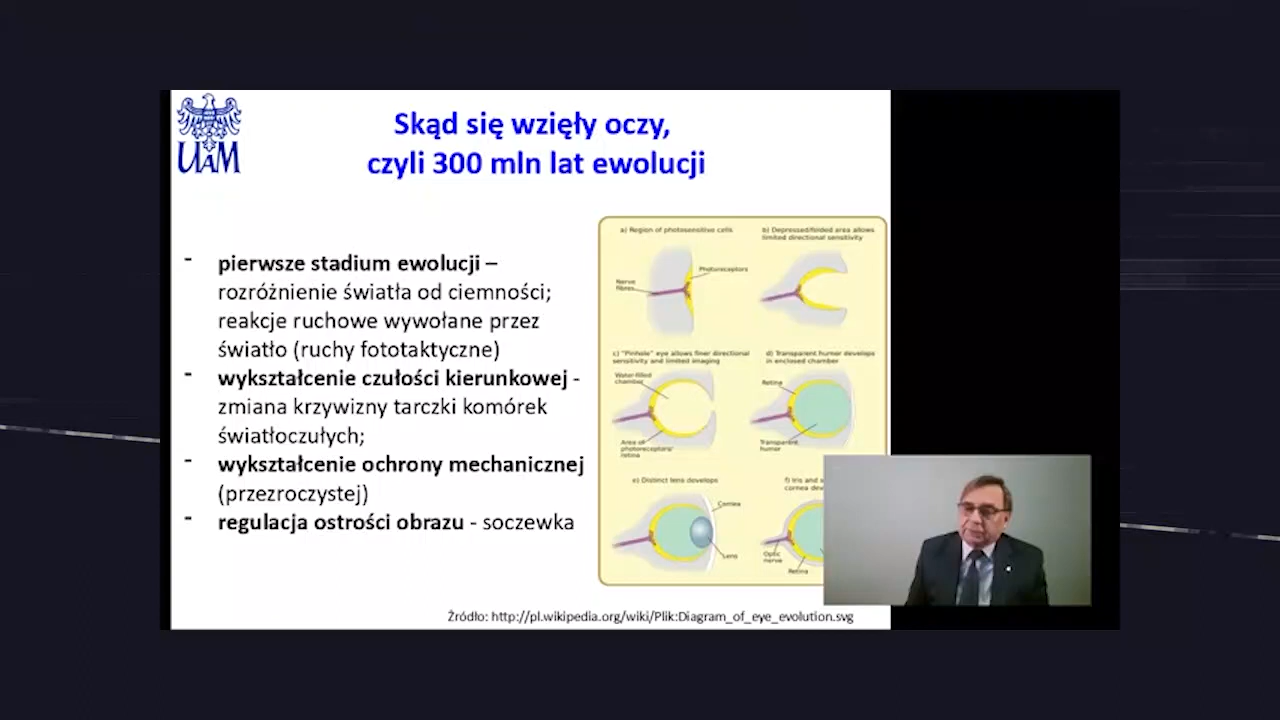 UAM
Skąd się wzięły oczy,
czyli 300 mln lat ewolucji
- pierwsze stadium ewolucji –
rozróżnienie światła od ciemności;
reakcje ruchowe wywołane przez
światło (ruchy fototaktyczne)
- wykształcenie czułości kierunkowej -
zmiana krzywizny tarczki komórek
światłoczułych;
- wykształcenie ochrony mechanicznej
(przezroczystej)
- regulacja ostrości obrazu - soczewka
a) Region of photosensitive cells
Photoreceptors
Nerve
fibres
b) Depressed/folded area allows
limited directional sensitivity
c) "Pinhole" eye allows finer directional
sensitivity and limited imaging
Water-filled
chamber
Area of
photoreceptors/
retina
d) Transparent humor develops
in enclosed chamber
Retina
Transparent
humor
e) Distinct lens develops
Cornea
Lens
f) Iris and
cornea
Optic
nerve
Retina
Źródło: http://pl.wikipedia.org/wiki/Plik:Diagram_of_eye_evolution.svg